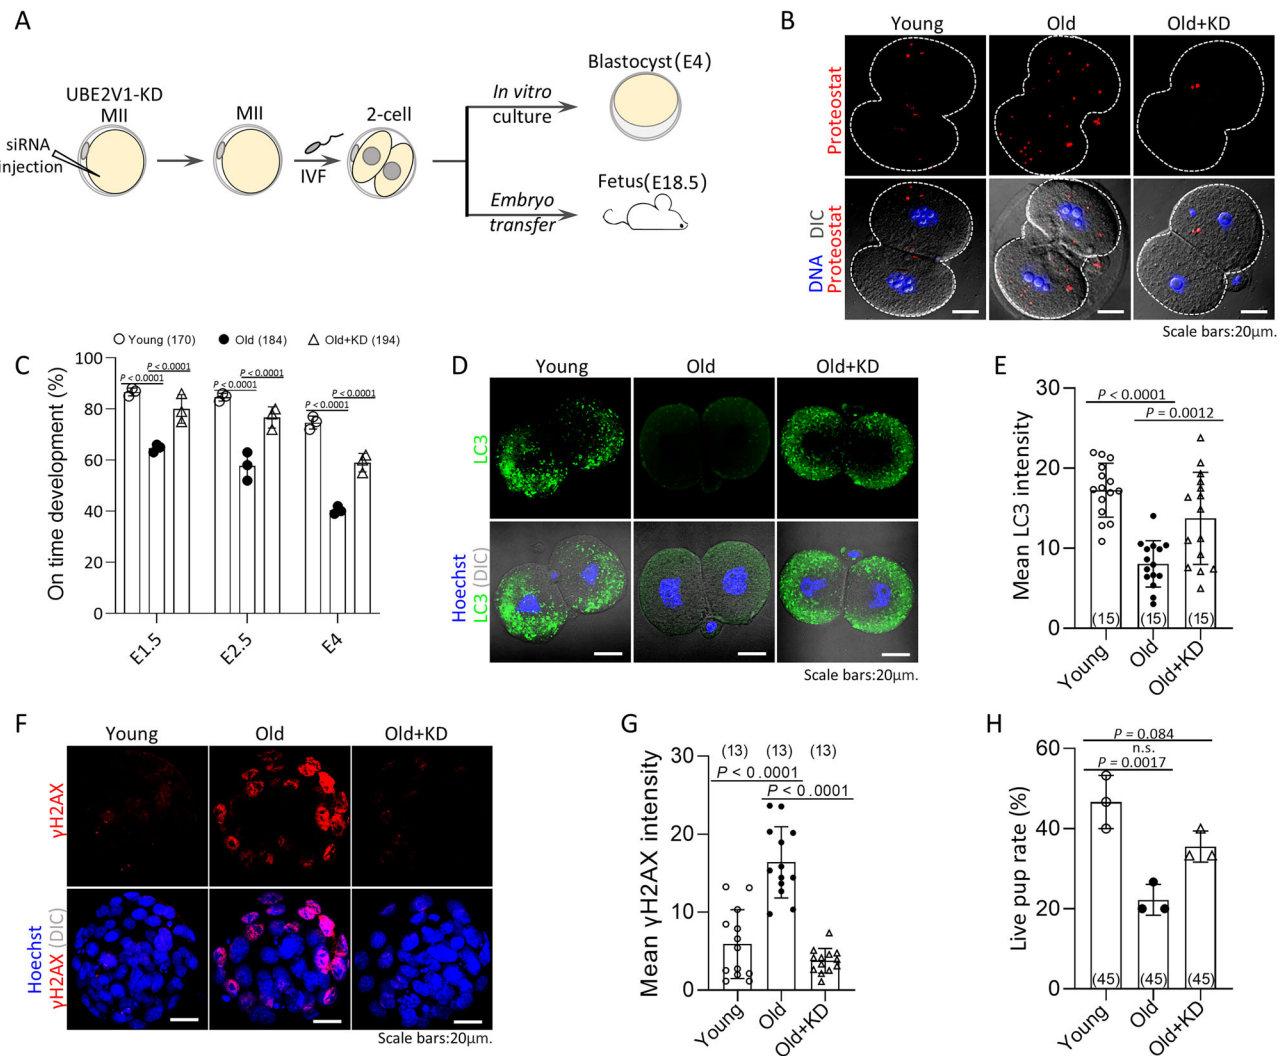 A
UBE2V1-KD
MII
MII
2-cell
siRNA
injection
IVF
In vitro
culture
Embryo
transfer
Blastocyst(E4)
Fetus(E18.5)
B
Young
Old
Old+KD
Proteostat
DNA DIC
Proteostat
Scale bars:20µm.
C
Young (170)
Old (184)
Old+KD (194)
On time development (%)
100
80
60
40
20
0
P < 0.0001
P < 0.0001
P < 0.0001
P < 0.0001
P < 0.0001
P < 0.0001
E1.5
E2.5
E4
D
Young
Old
Old+KD
LC3
Hoechst
LC3 (DIC)
Scale bars:20µm.
E
Mean LC3 intensity
30
20
10
0
P < 0.0001
P = 0.0012
(15)
(15)
(15)
Young
Old
Old+KD
F
Young
Old
Old+KD
γH2AX
Hoechst
γH2AX (DIC)
Scale bars:20µm.
G
Mean γH2AX intensity
30
20
10
0
(13)
(13)
(13)
P < 0.0001
P < 0.0001
Young
Old
Old+KD
H
Live pup rate (%)
60
40
20
0
P = 0.084
n.s.
P = 0.0017
(45)
(45)
(45)
Young
Old
Old+KD